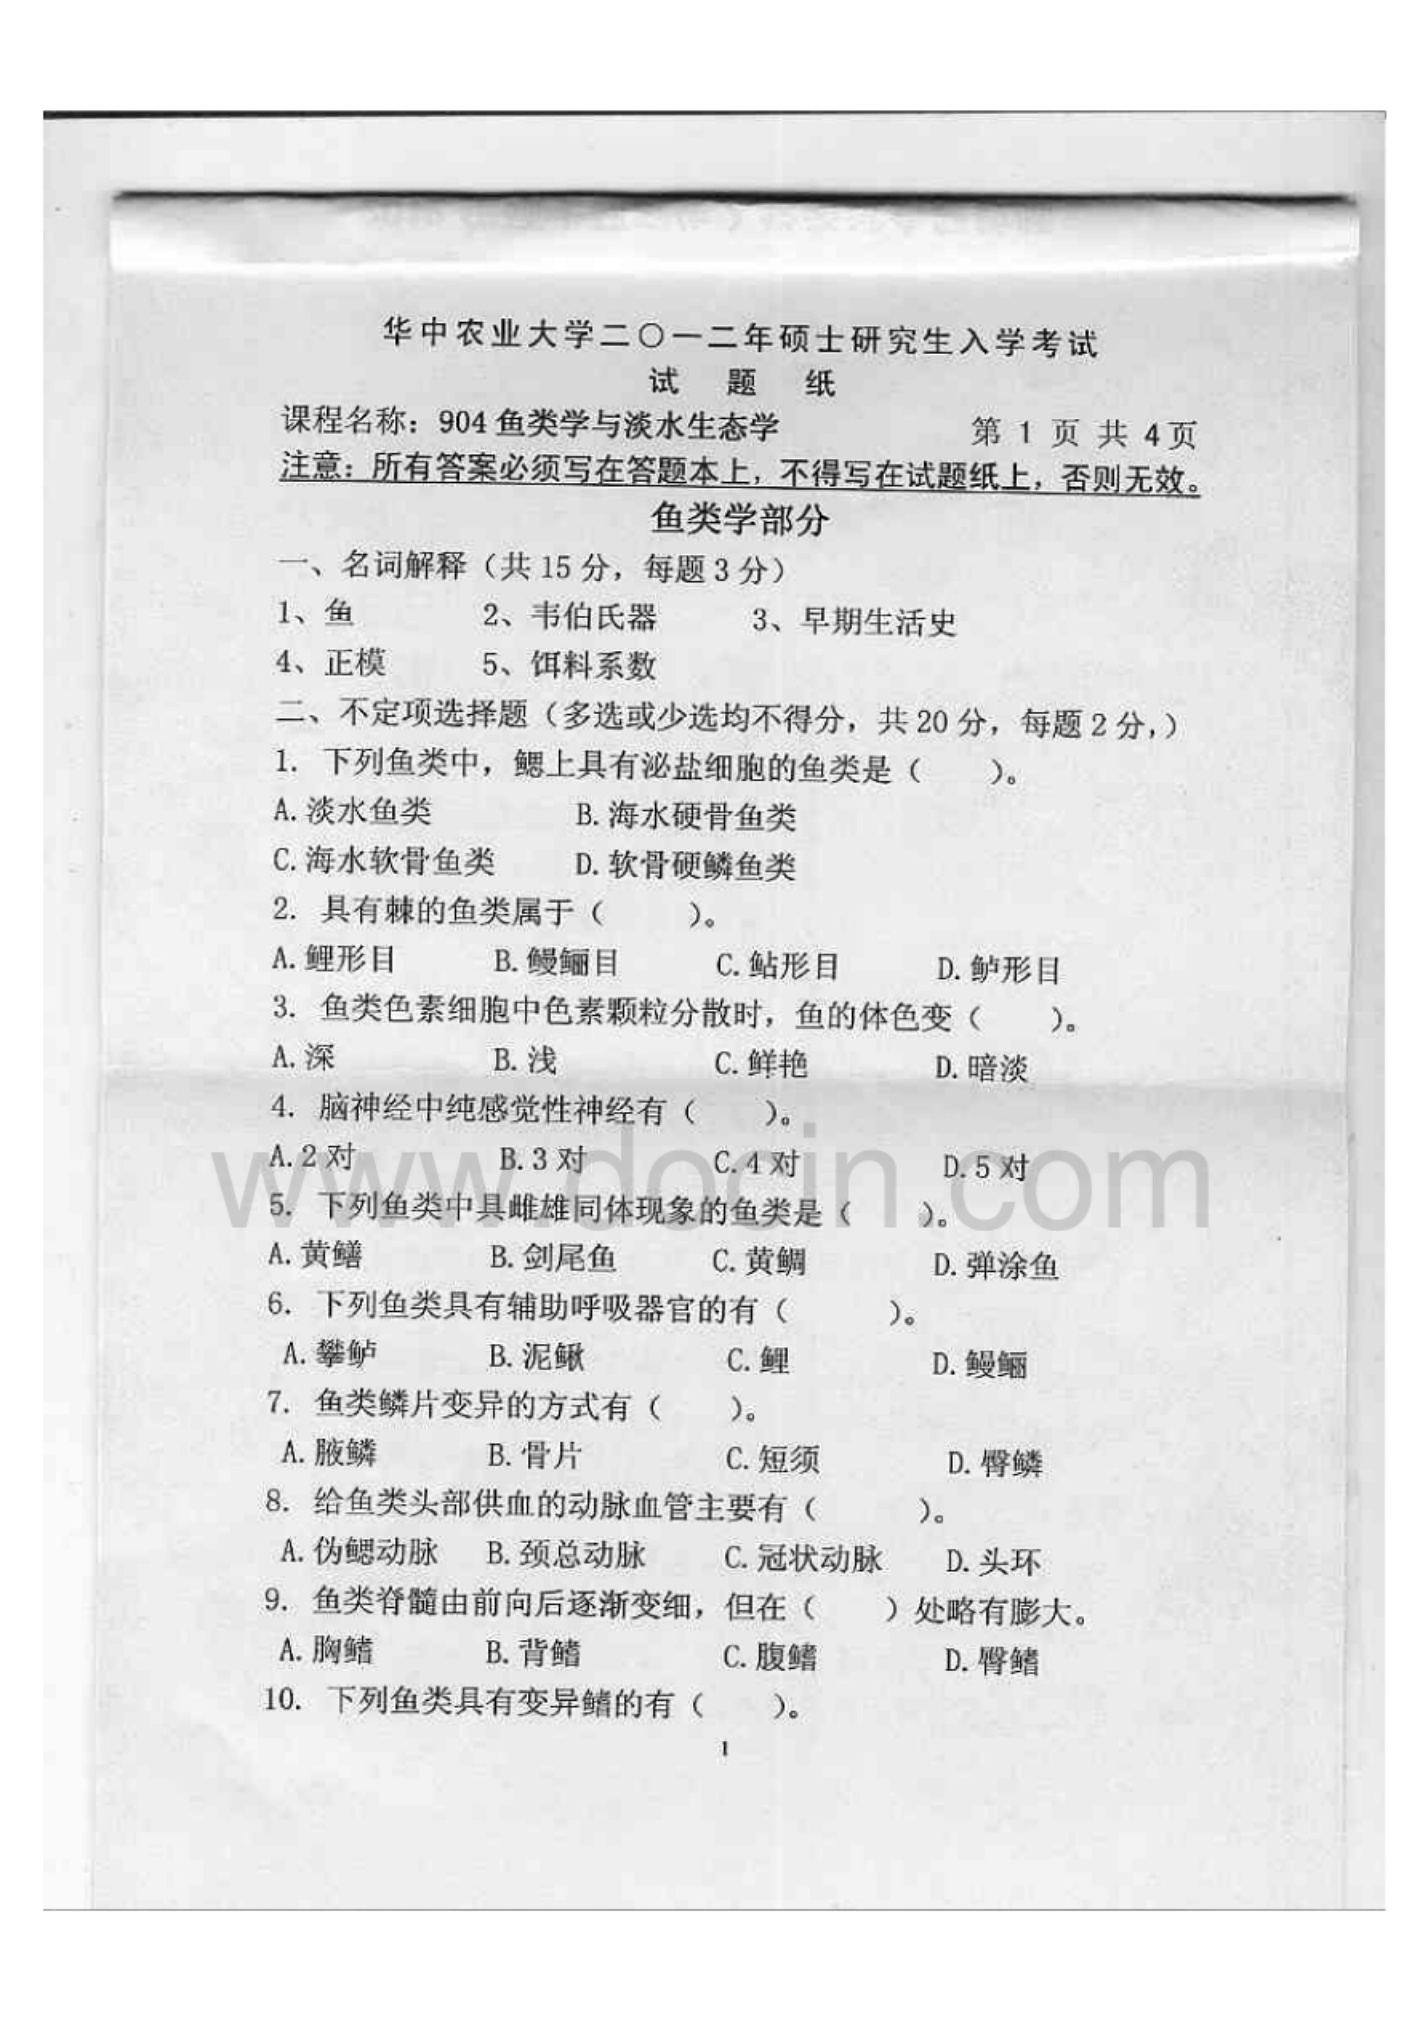 华中农业大学二〇一二年硕士研究生入学考试
试 题 纸
课程名称：904 鱼类学与淡水生态学 第 1 页 共 4 页
注意：所有答案必须写在答题本上，不得写在试题纸上，否则无效。
鱼类学部分
一、名词解释（共 15 分，每题 3 分）
1、鱼 2、韦伯氏器 3、早期生活史
4、正模 5、饵料系数
二、不定项选择题（多选或少选均不得分，共 20 分，每题 2 分，）
1. 下列鱼类中，鳃上具有泌盐细胞的鱼类是（ ）。
A.淡水鱼类 B.海水硬骨鱼类
C.海水软骨鱼类 D.软骨硬鳞鱼类
2. 具有棘的鱼类属于（ ）。
A.鲤形目 B.鳗鲡目 C.鲇形目 D.鲈形目
3. 鱼类色素细胞中色素颗粒分散时，鱼的体色变（ ）。
A.深 B.浅 C.鲜艳 D.暗淡
4. 脑神经中纯感觉性神经有（ ）。
A.2 对 B.3 对 C.4 对 D.5 对
www.docin.com
5. 下列鱼类中具雌雄同体现象的鱼类是（ ）。
A.黄鳝 B.剑尾鱼 C.黄鲷 D.弹涂鱼
6. 下列鱼类具有辅助呼吸器官的有（ ）。
A.攀鲈 B.泥鳅 C.鲤 D.鳗鲡
7. 鱼类鳞片变异的方式有（ ）。
A.腋鳞 B.骨片 C.短须 D.臀鳞
8. 给鱼类头部供血的动脉血管主要有（ ）。
A.伪鳃动脉 B.颈总动脉 C.冠状动脉 D.头环
9. 鱼类脊髓由前向后逐渐变细，但在（ ）处略有膨大。
A.胸鳍 B.背鳍 C.腹鳍 D.臀鳍
10. 下列鱼类具有变异鳍的有（ ）。
1